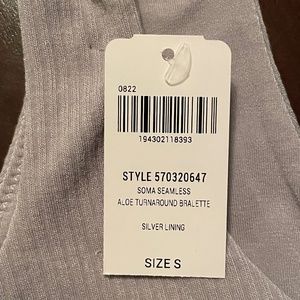 0822
194302118393
STYLE 570320647
SOMA SEAMLESS
ALOE TURNAROUND BRALETTE
SILVER LINING
SIZE S